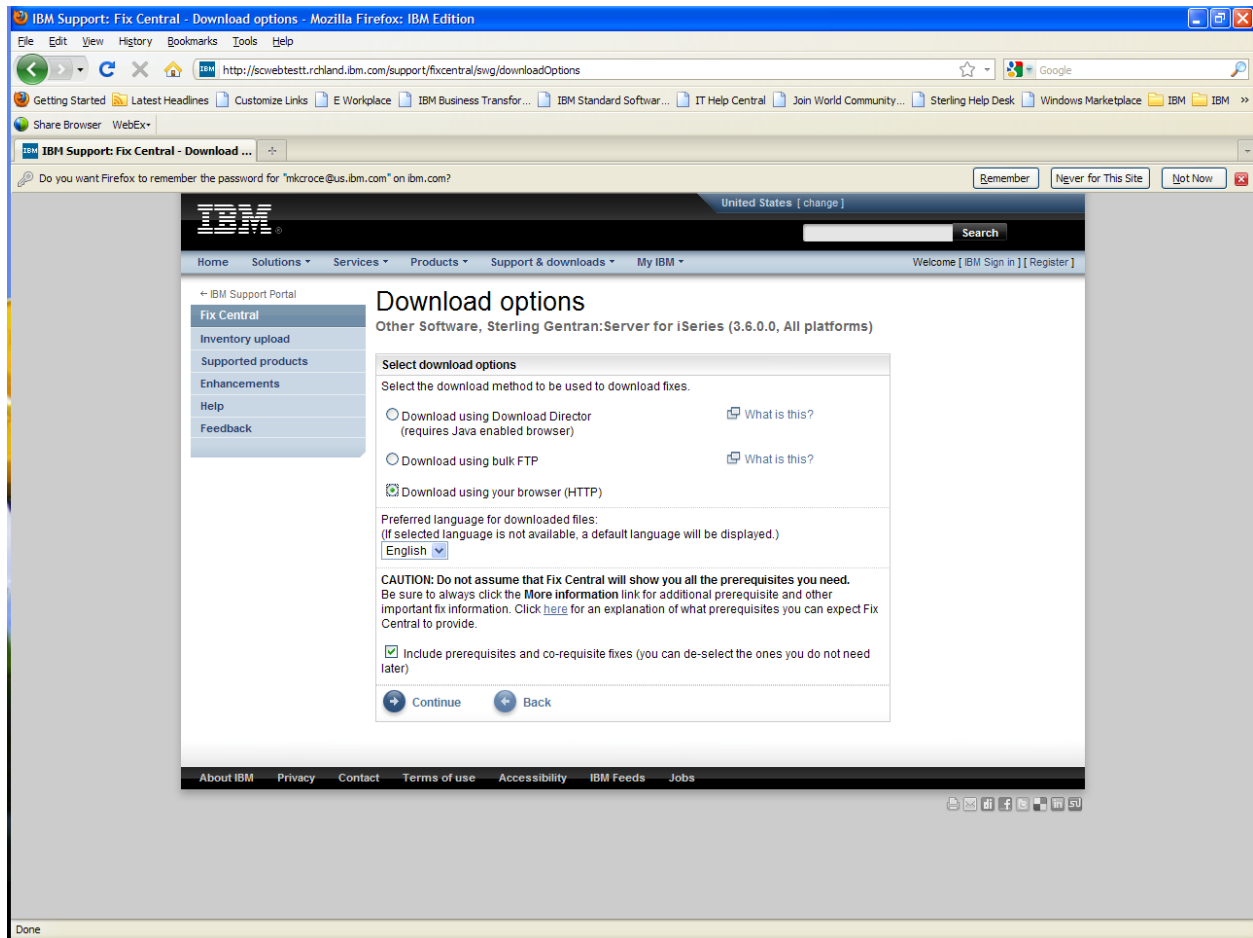 IBM Support: Fix Central - Download options - Mozilla Firefox: IBM Edition
File Edit View History Bookmarks Tools Help
IBM http://scwebtestt.rchland.ibm.com/support/fixcentral/swg/downloadOptions Google
Getting Started Latest Headlines Customize Links E Workplace IBM Business Transfor... IBM Standard Softwar... IT Help Central Join World Community... Sterling Help Desk Windows Marketplace IBM IBM »
Share Browser WebEx
IBM IBM Support: Fix Central - Download ...
Do you want Firefox to remember the password for "mkcroce@us.ibm.com" on ibm.com? Remember Never for This Site Not Now
United States [ change ]
IBM ®
Search
Home Solutions Services Products Support & downloads My IBM Welcome [ IBM Sign in ] [ Register ]
← IBM Support Portal
Fix Central
Inventory upload
Supported products
Enhancements
Help
Feedback
Download options
Other Software, Sterling Gentran:Server for iSeries (3.6.0.0, All platforms)
Select download options
Select the download method to be used to download fixes.
Download using Download Director What is this?
(requires Java enabled browser)
Download using bulk FTP What is this?
Download using your browser (HTTP)
Preferred language for downloaded files:
(If selected language is not available, a default language will be displayed.)
English
CAUTION: Do not assume that Fix Central will show you all the prerequisites you need.
Be sure to always click the More information link for additional prerequisite and other
important fix information. Click here for an explanation of what prerequisites you can expect Fix
Central to provide.
Include prerequisites and co-requisite fixes (you can de-select the ones you do not need
later)
Continue Back
About IBM Privacy Contact Terms of use Accessibility IBM Feeds Jobs
Done